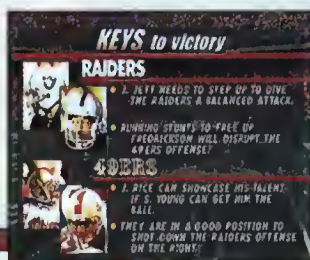 KEYS to victory
RAIDERS
• J. JETT NEEDS TO STEP UP TO GIVE
THE RAIDERS A BALANCED ATTACK.
• RUNNING STUNTS TO FREE UP
FREDRICKSON WILL DISRUPT THE
49ERS OFFENSE!
49ERS
• J. RICE CAN SHOWCASE HIS TALENT
IF S. YOUNG CAN GET HIM THE
BALL.
• THEY ARE IN A GOOD POSITION TO
SHUT DOWN THE RAIDERS OFFENSE
ON THE RIGHT.